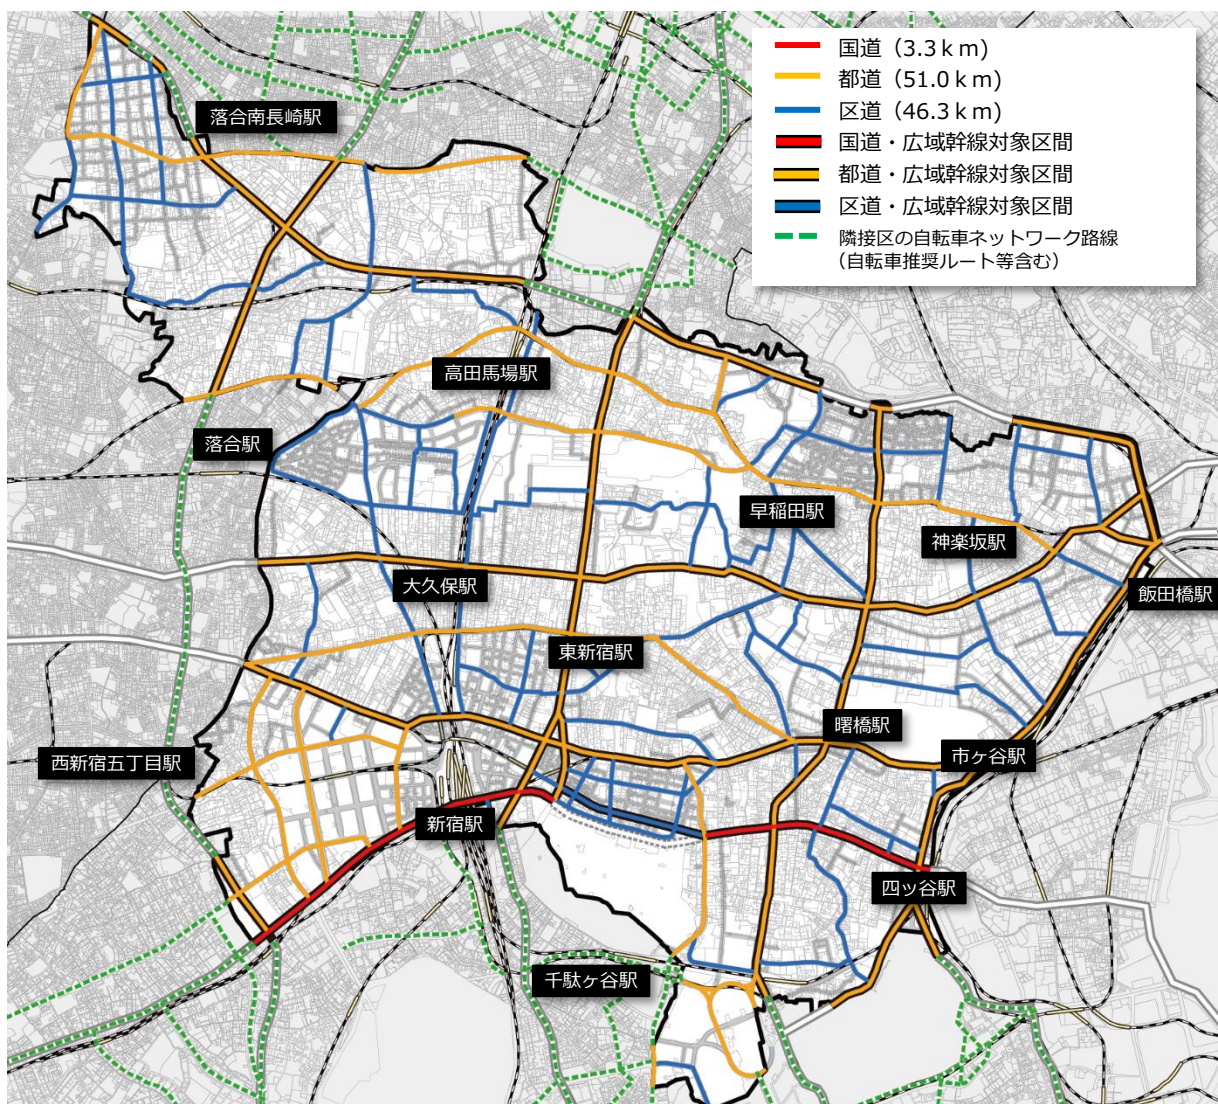 国道（3.3ｋｍ)
都道（51.0ｋｍ)
区道（46.3ｋｍ)
国道・広域幹線対象区間
都道・広域幹線対象区間
区道・広域幹線対象区間
隣接区の自転車ネットワーク路線
（自転車推奨ルート等含む）
落合南長崎駅
高田馬場駅
落合駅
早稲田駅
神楽坂駅
大久保駅
飯田橋駅
東新宿駅
曙橋駅
市ヶ谷駅
西新宿五丁目駅
新宿駅
四ッ谷駅
千駄ヶ谷駅